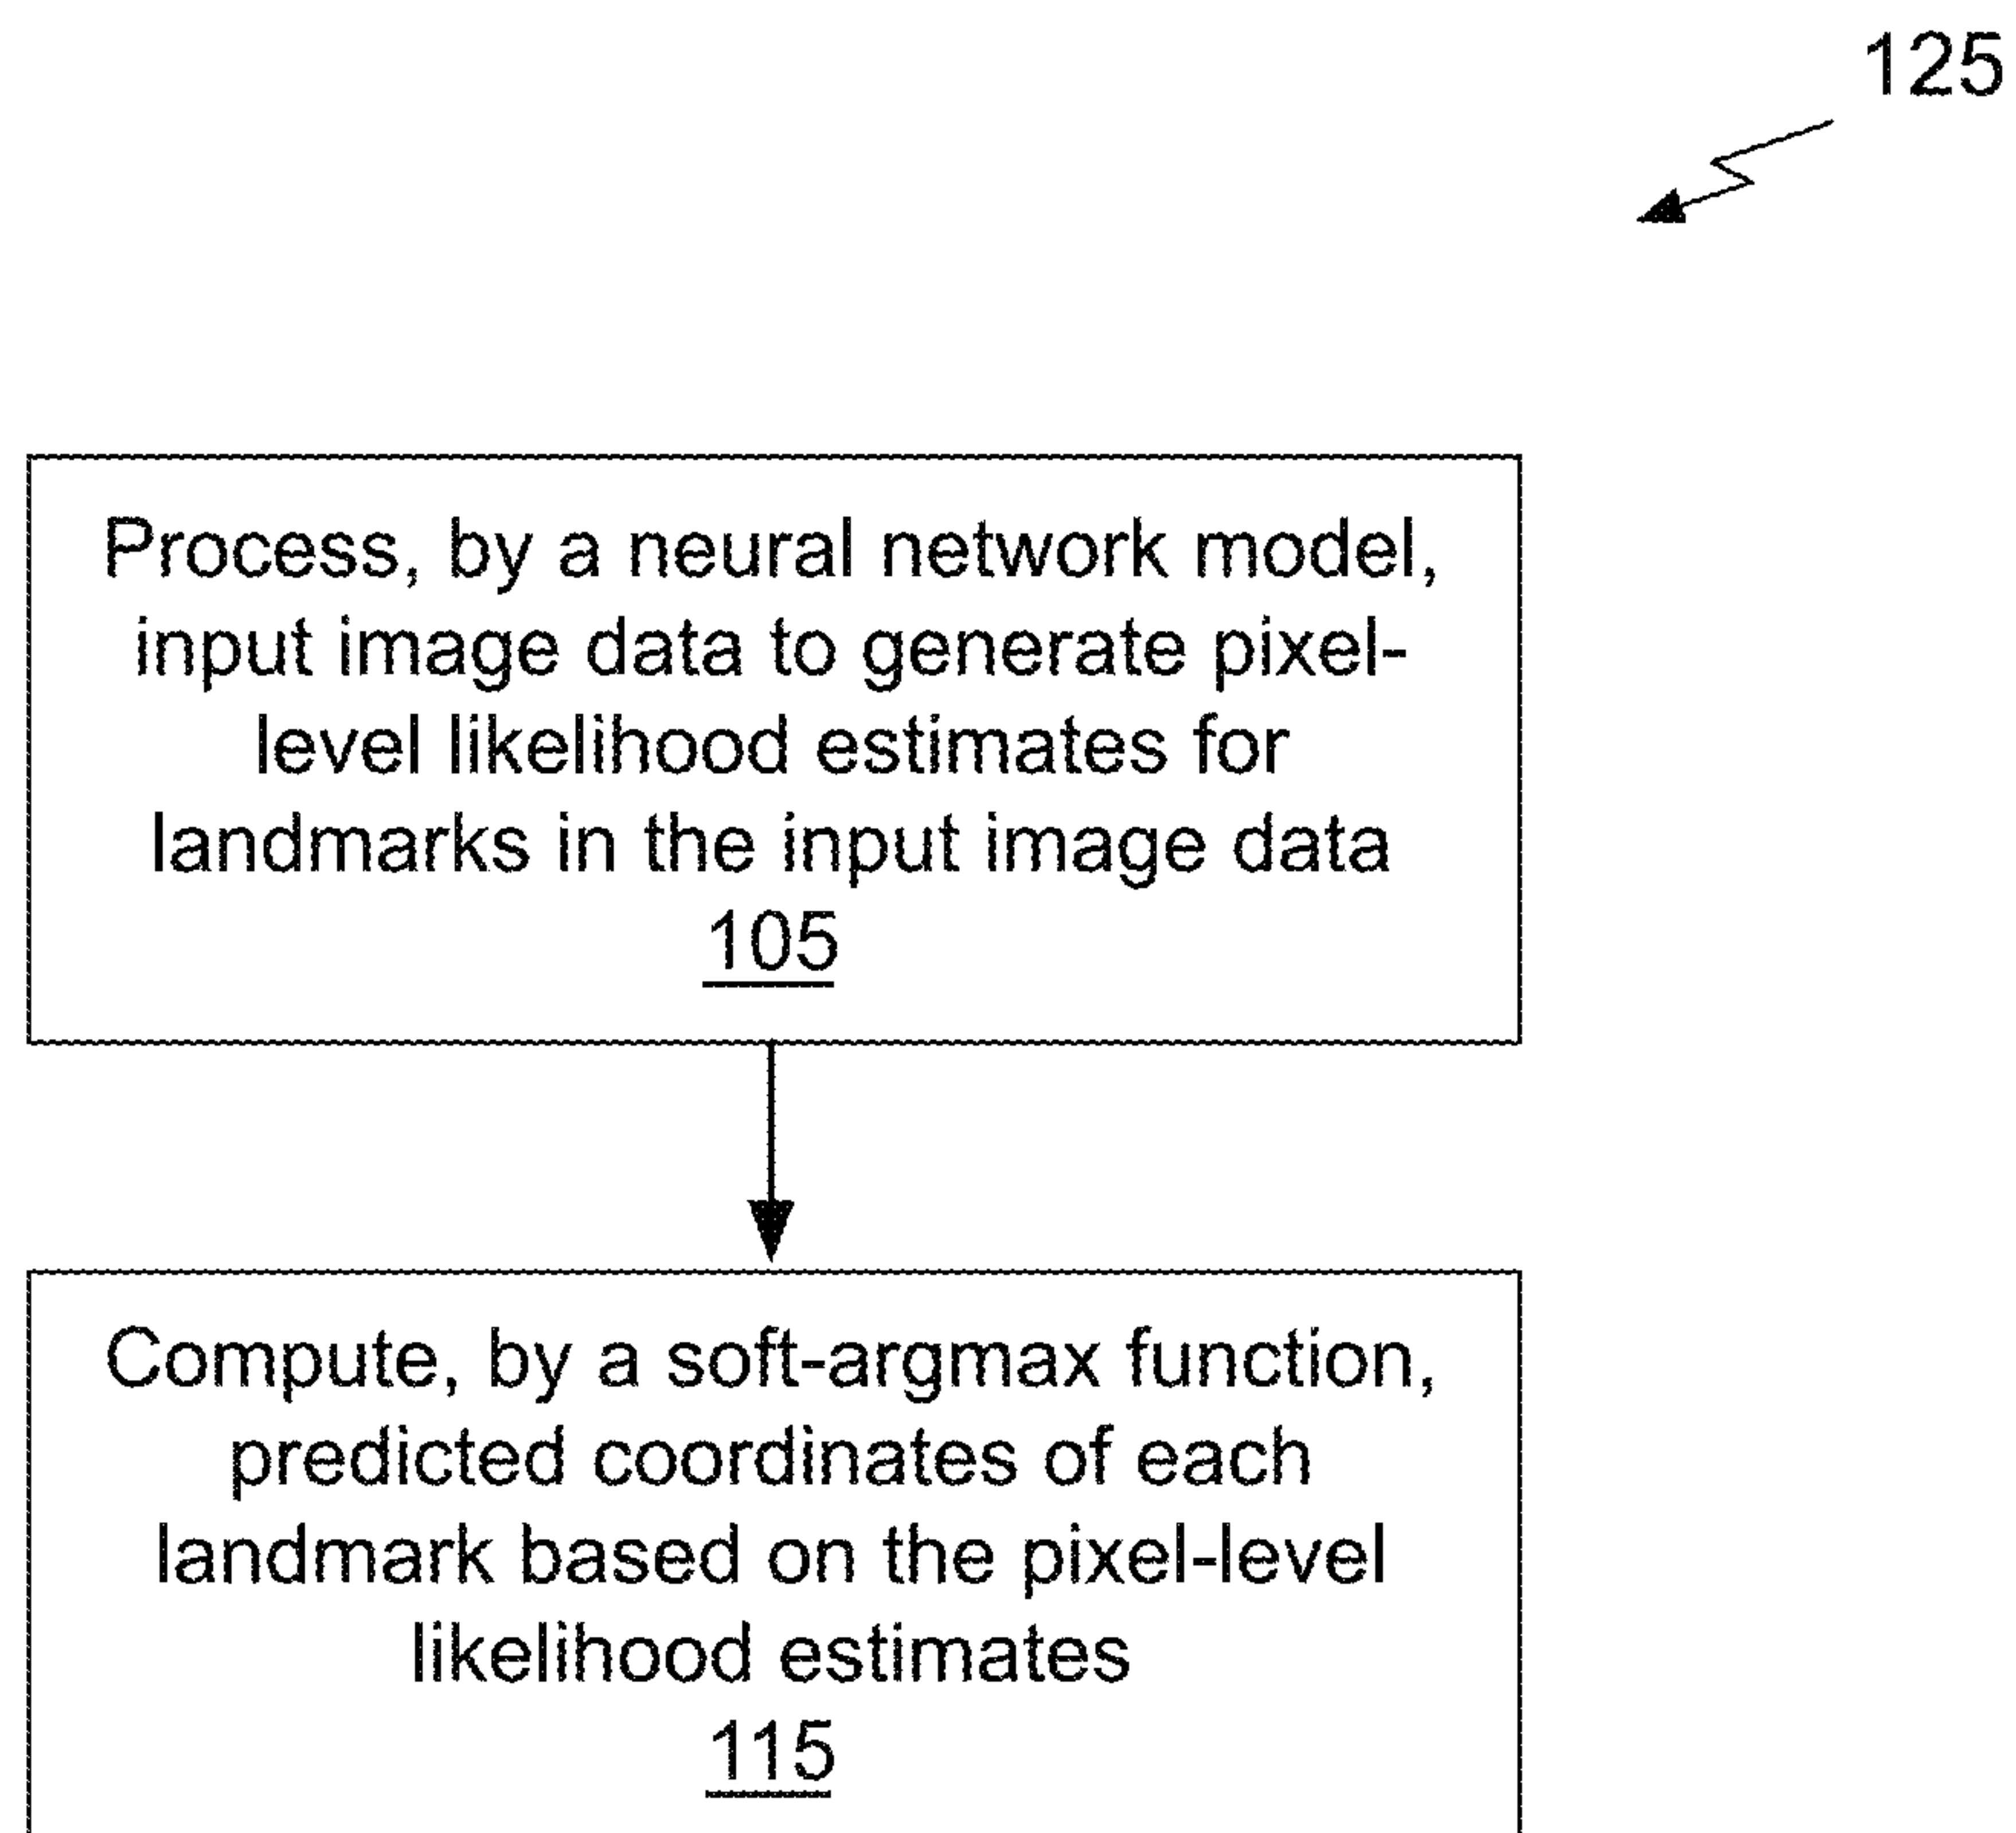 125
Process, by a neural network model,
input image data to generate pixel-
level likelihood estimates for
landmarks in the input image data
105
Compute, by a soft-argmax function,
predicted coordinates of each
landmark based on the pixel-level
likelihood estimates
115